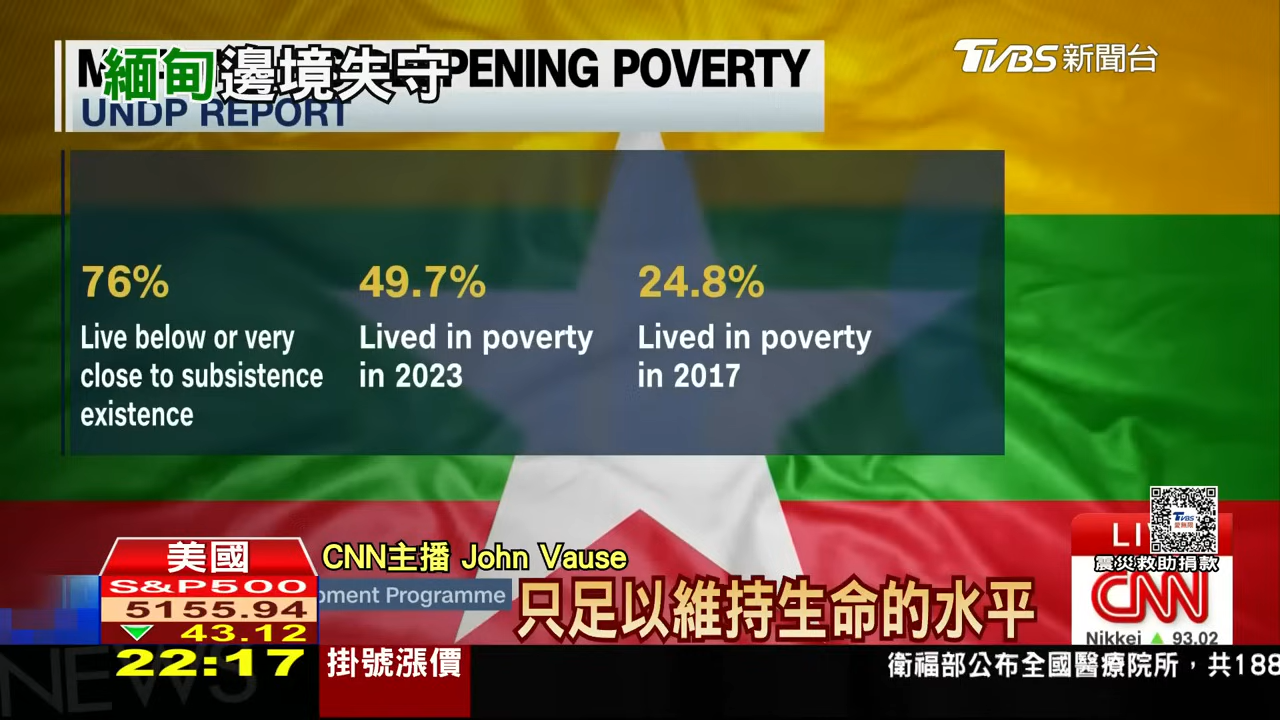 緬甸邊境失守
PENING POVERTY
UNDP REPORT
TVBS新聞台
76%
Live below or very
close to subsistence
existence
49.7%
Lived in poverty
in 2023
24.8%
Lived in poverty
in 2017
美國
S&P500
5155.94
43.12
22:17
CNN主播 John Vause
pment Programme
只足以維持生命的水平
LI
TVBS
震災救助捐款
CNN
Nikkei ▲ 93.02
NEWS
掛號漲價
衛福部公布全國醫療院所，共188